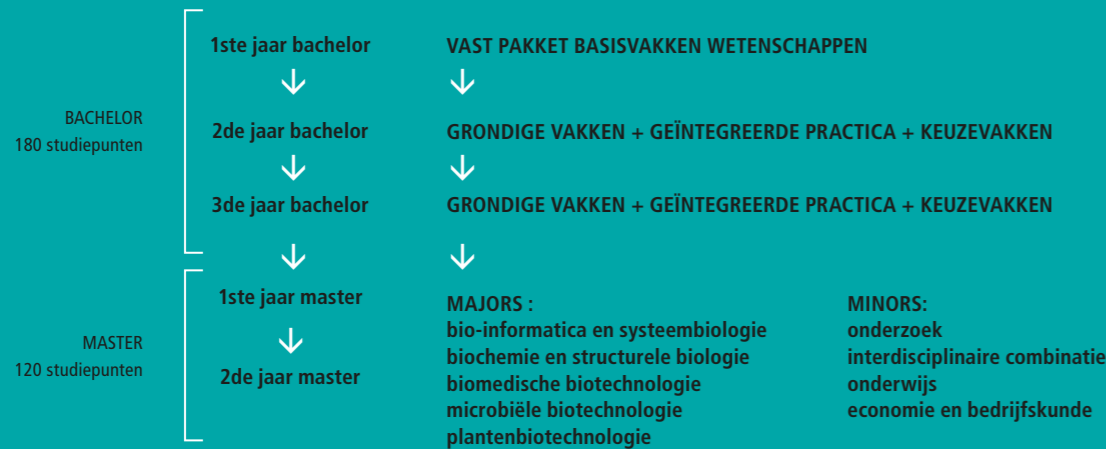 1ste jaar bachelor
VAST PAKKET BASISVAKKEN WETENSCHAPPEN
BACHELOR
180 studiepunten
2de jaar bachelor
GRONDIGE VAKKEN + GEÏNTEGREERDE PRACTICA + KEUZEVAKKEN
3de jaar bachelor
GRONDIGE VAKKEN + GEÏNTEGREERDE PRACTICA + KEUZEVAKKEN
MASTER
120 studiepunten
1ste jaar master
2de jaar master
MAJORS :
bio-informatica en systeembiologie
biochemie en structurele biologie
biomedische biotechnologie
microbiële biotechnologie
plantenbiotechnologie
MINORS:
onderzoek
interdisciplinaire combinatie
onderwijs
economie en bedrijfskunde